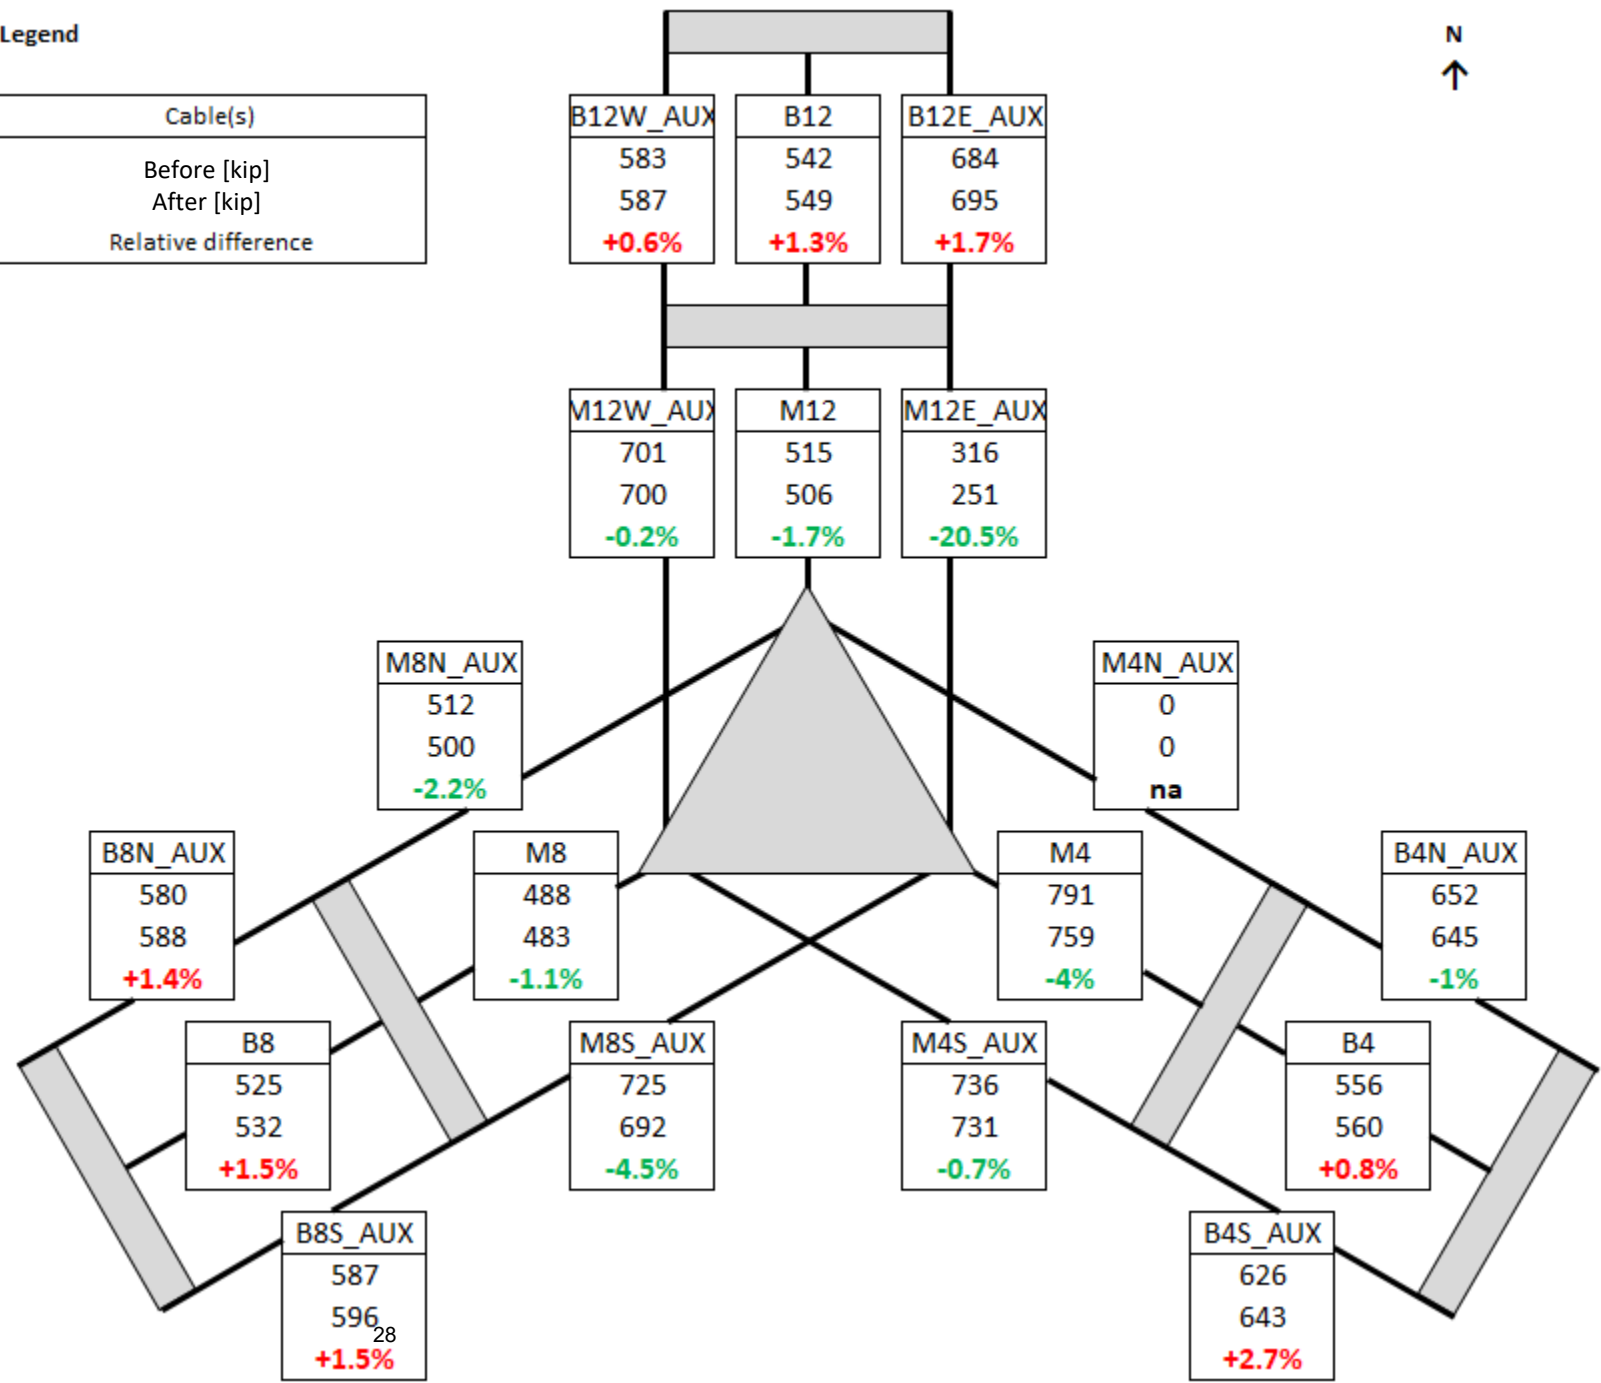 Legend
N
↑
Cable(s)
Before [kip]
After [kip]
Relative difference
B12W_AUX
583
587
+0.6%
B12
542
549
+1.3%
B12E_AUX
684
695
+1.7%
M12W_AUX
701
700
-0.2%
M12
515
506
-1.7%
M12E_AUX
316
251
-20.5%
M8N_AUX
512
500
-2.2%
M4N_AUX
0
0
na
B8N_AUX
580
588
+1.4%
M8
488
483
-1.1%
M4
791
759
-4%
B4N_AUX
652
645
-1%
B8
525
532
+1.5%
M8S_AUX
725
692
-4.5%
M4S_AUX
736
731
-0.7%
B4
556
560
+0.8%
B8S_AUX
587
596
28
+1.5%
B4S_AUX
626
643
+2.7%